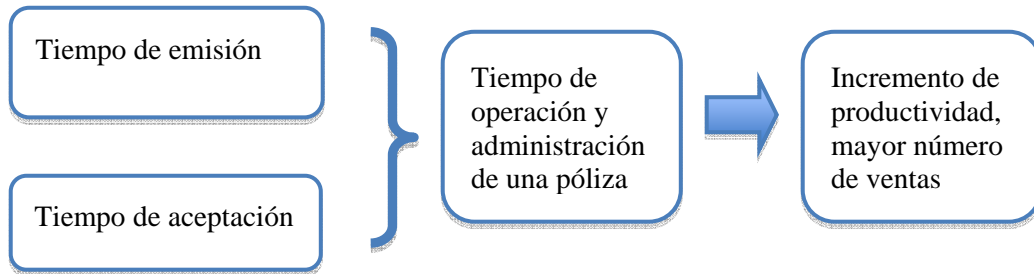 Tiempo de emisión
Tiempo de aceptación
Tiempo de
operación y
administración
de una póliza
Incremento de
productividad,
mayor número
de ventas